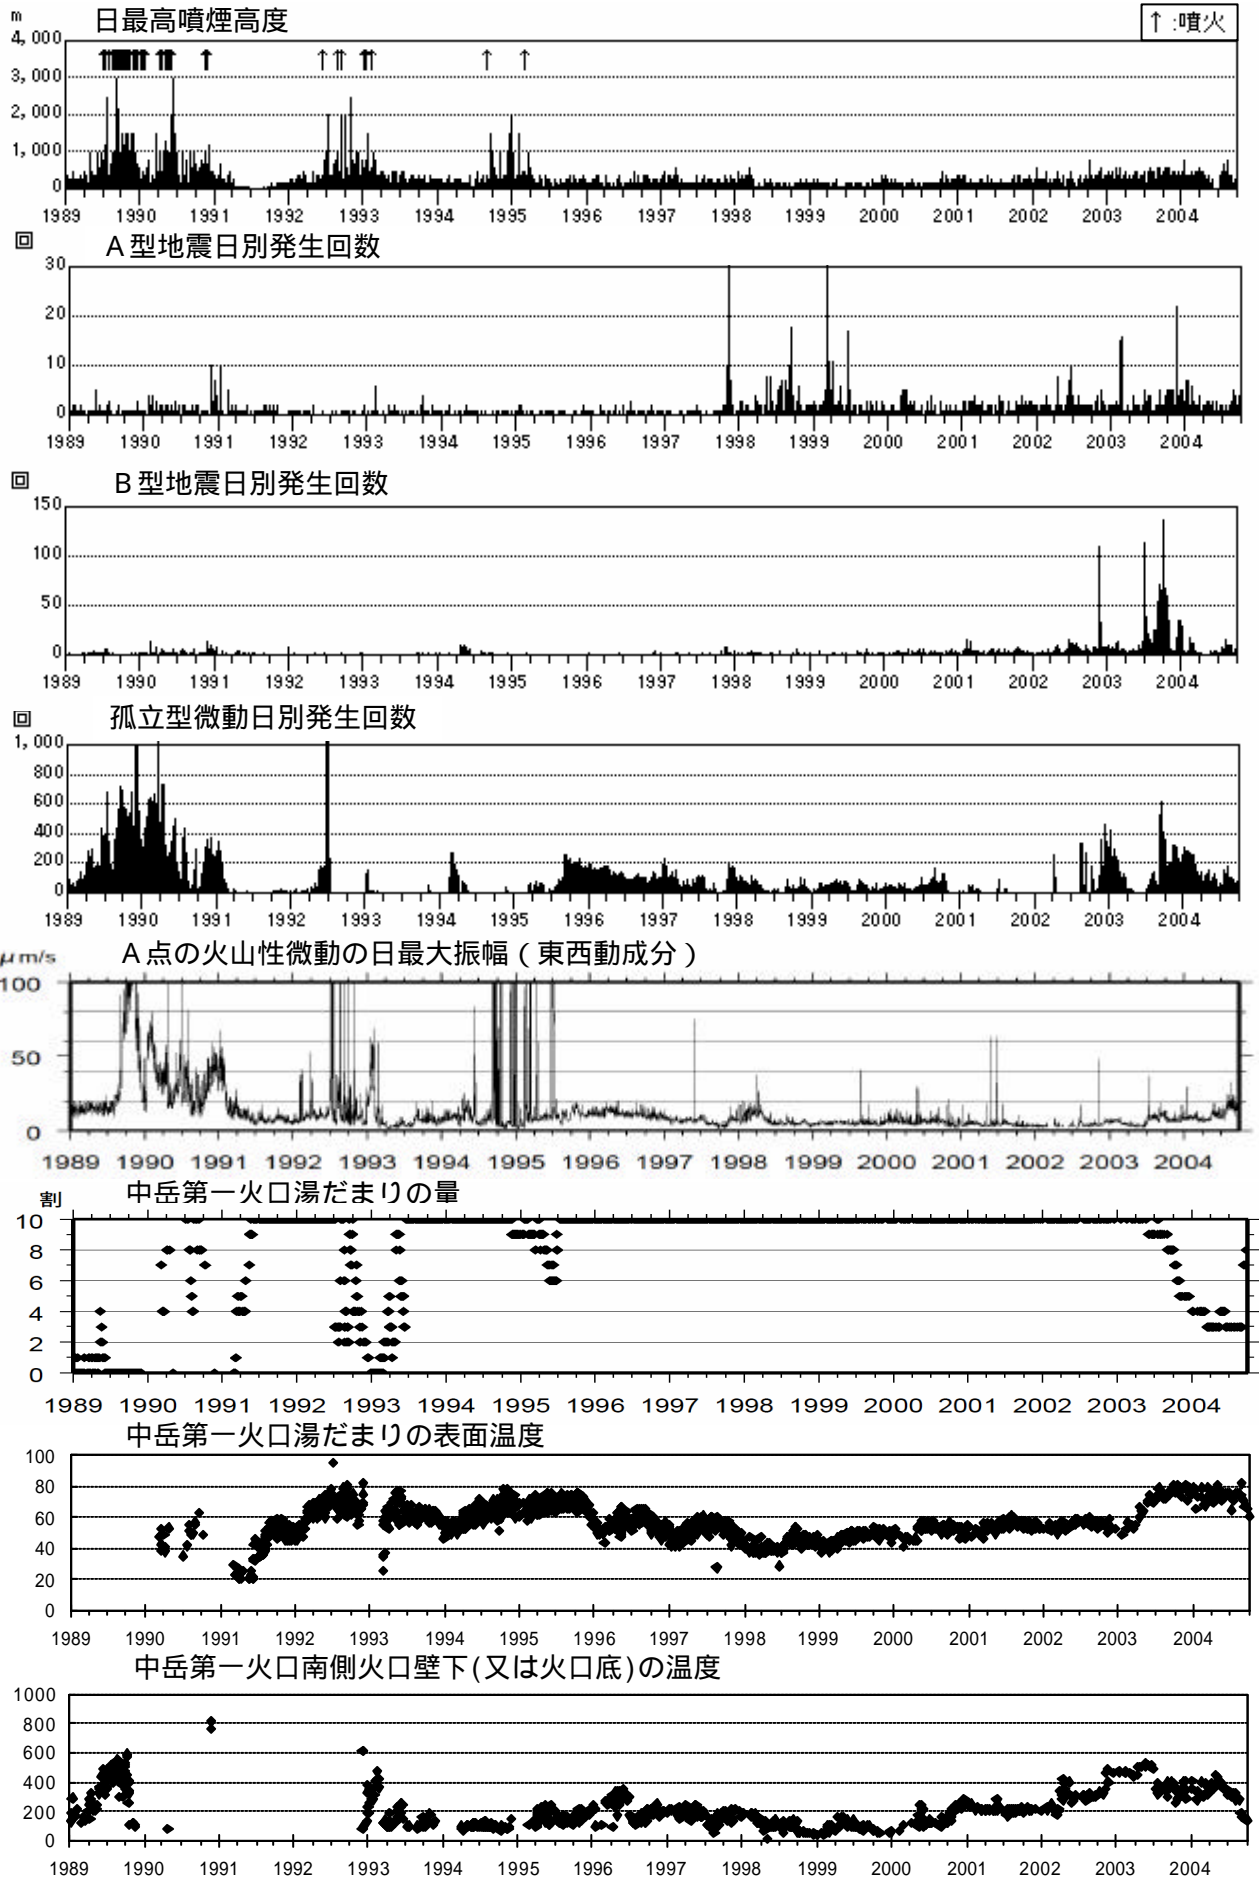 m 日最高噴煙高度 ↑:噴火
4,000
3,000
2,000
1,000
0
1989 1990 1991 1992 1993 1994 1995 1996 1997 1998 1999 2000 2001 2002 2003 2004
回 A型地震日別発生回数
30
20
10
0
1989 1990 1991 1992 1993 1994 1995 1996 1997 1998 1999 2000 2001 2002 2003 2004
回 B型地震日別発生回数
150
100
50
0
1989 1990 1991 1992 1993 1994 1995 1996 1997 1998 1999 2000 2001 2002 2003 2004
回 孤立型微動日別発生回数
1,000
800
600
400
200
0
1989 1990 1991 1992 1993 1994 1995 1996 1997 1998 1999 2000 2001 2002 2003 2004
μm/s A点の火山性微動の日最大振幅(東西動成分)
100
50
0
1989 1990 1991 1992 1993 1994 1995 1996 1997 1998 1999 2000 2001 2002 2003 2004
割 中岳第一火口湯だまりの量
10
8
6
4
2
0
1989 1990 1991 1992 1993 1994 1995 1996 1997 1998 1999 2000 2001 2002 2003 2004
中岳第一火口湯だまりの表面温度
100
80
60
40
20
0
1989 1990 1991 1992 1993 1994 1995 1996 1997 1998 1999 2000 2001 2002 2003 2004
中岳第一火口南側火口壁下(又は火口底)の温度
1000
800
600
400
200
0
1989 1990 1991 1992 1993 1994 1995 1996 1997 1998 1999 2000 2001 2002 2003 2004